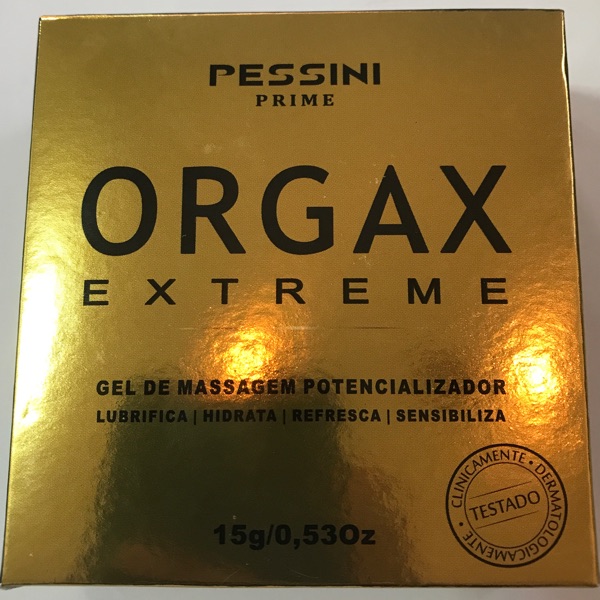 PESSINI
PRIME
ORGAX
EXTREME
GEL DE MASSAGEM POTENCIALIZADOR
LUBRIFICA | HIDRATA | REFRESCA | SENSIBILIZA
CLINICAMENTE • DERMATOLOGICAMENTE •
TESTADO
15g/0,53Oz